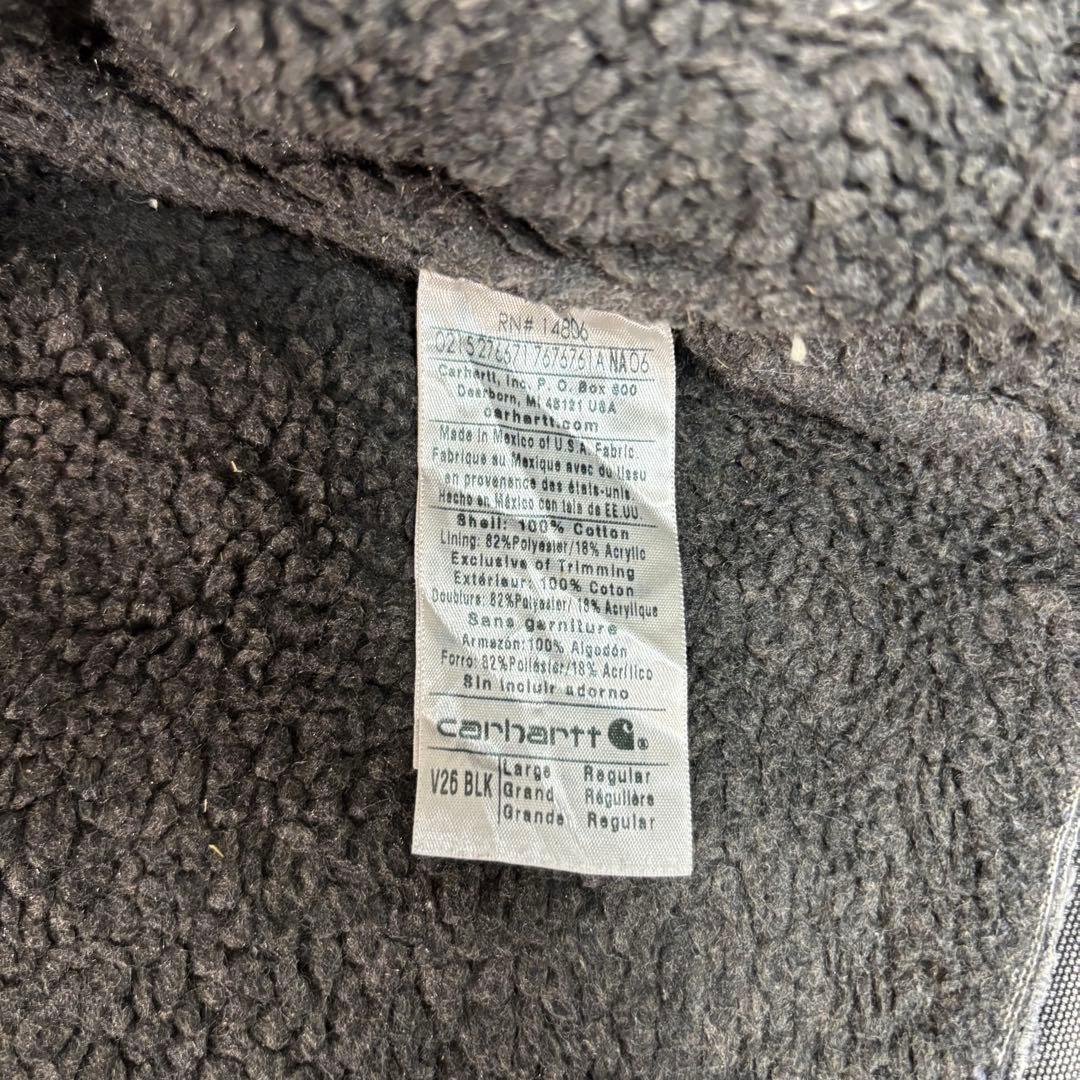 RN# 14806
02152766717676761A NA06
Carhartt, Inc. P. O. Box 600
Dearborn, MI 48121 USA
carhartt.com
Made in Mexico of U.S.A. Fabric
Fabriqué au Mexique avec du tissu
en provenance des états-unis
Hecho en México con tela de EE.UU
Shell: 100% Cotton
Lining: 82%Polyester/18% Acrylic
Exclusive of Trimming
Extérieur: 100% Coton
Doublure: 82%Polyester/ 18% Acrylique
Sans garniture
Armazón:100% Algodón
Forro: 82%Poliéster/18% Acrílico
Sin incluir adorno
carhartt
V26 BLK Large Regular
Grand Régulière
Grande Regular